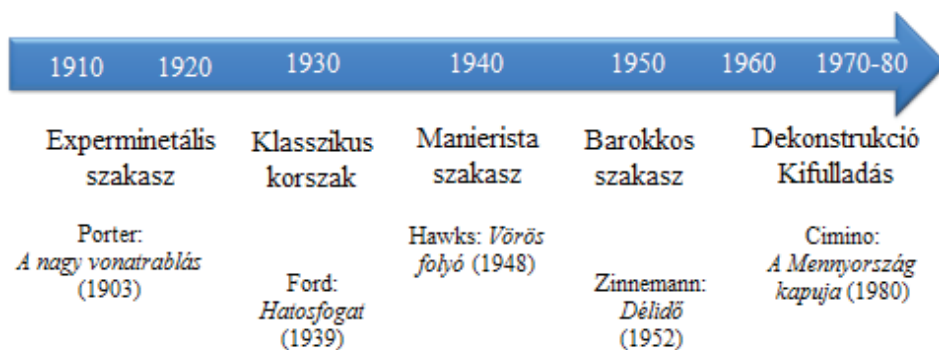 1910 1920 1930 1940 1950 1960 1970-80
Experminetális
szakasz
Klasszikus
korszak
Manierista
szakasz
Barokkos
szakasz
Dekonstrukció
Kifulladás
Porter:
A nagy vonatrablás
(1903)
Ford:
Hatosfogat
(1939)
Hawks: Vörös
folyó (1948)
Zinnemann:
Délidő
(1952)
Cimino:
A Mennyország
kapuja (1980)